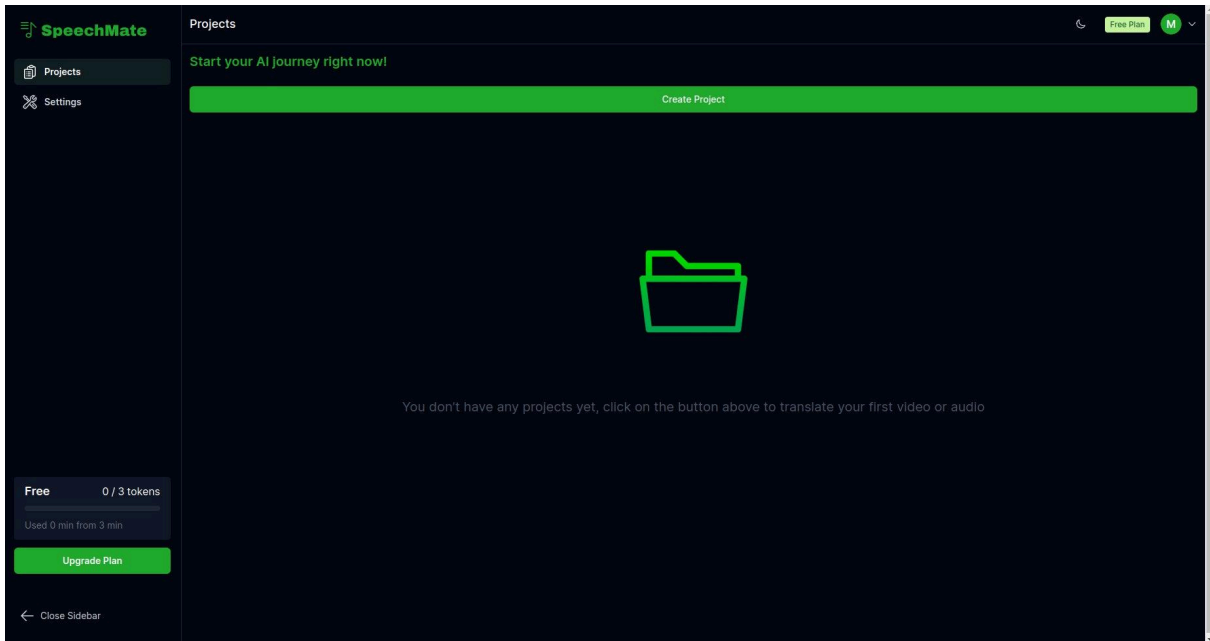 SpeechMate
Projects
Settings
Free 0 / 3 tokens
Used 0 min from 3 min
Upgrade Plan
Close Sidebar
Projects
Free Plan
M
Start your AI journey right now!
Create Project
You don't have any projects yet, click on the button above to translate your first video or audio